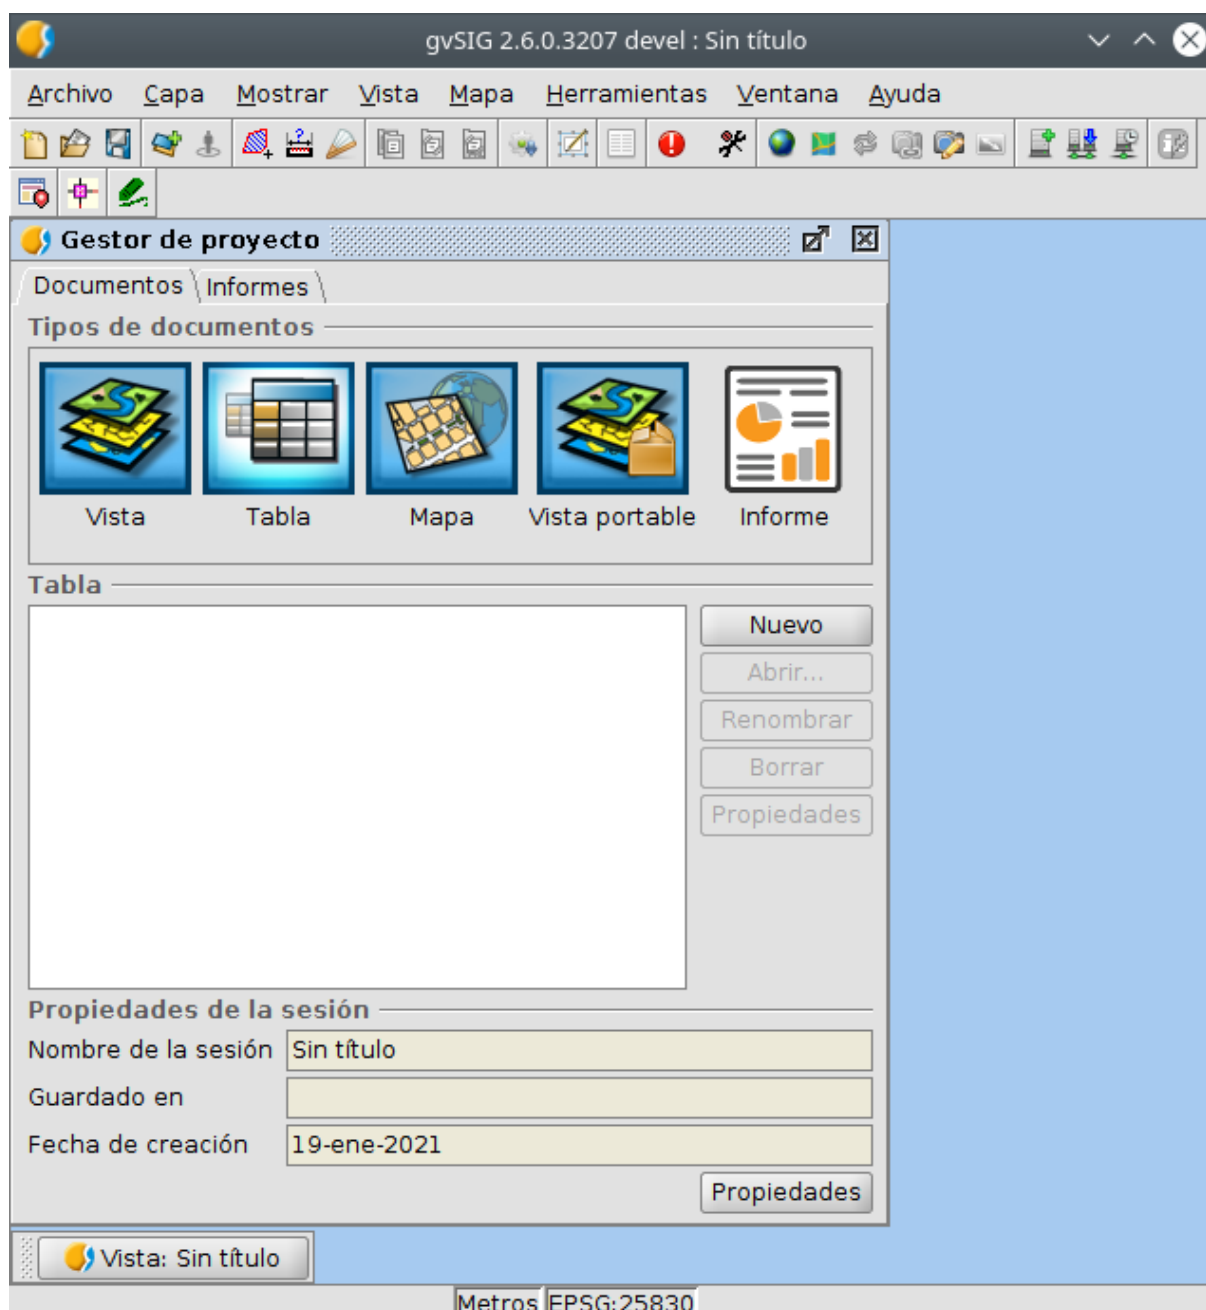 gvSIG 2.6.0.3207 devel : Sin título
Archivo Capa Mostrar Vista Mapa Herramientas Ventana Ayuda
Gestor de proyecto
Documentos Informes
Tipos de documentos
Vista Tabla Mapa Vista portable Informe
Tabla
Nuevo
Abrir...
Renombrar
Borrar
Propiedades
Propiedades de la sesión
Nombre de la sesión Sin título
Guardado en
Fecha de creación 19-ene-2021
Propiedades
Vista: Sin título
Metros EPSG:25830